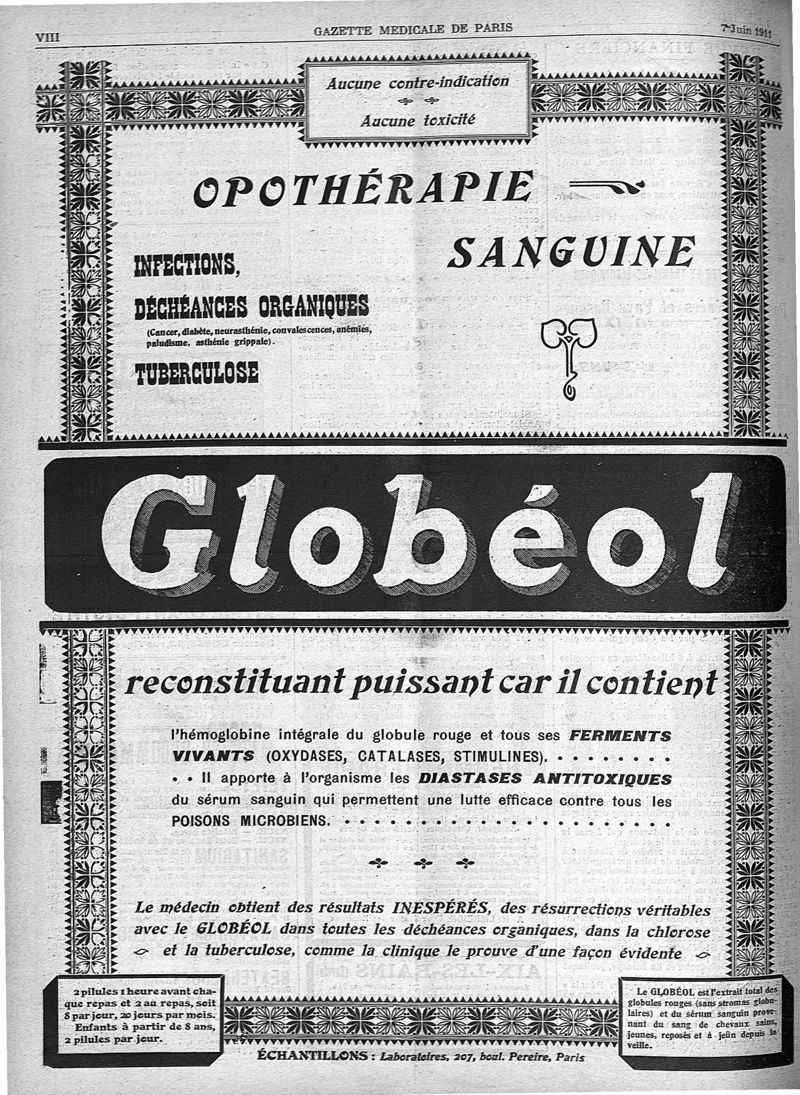 VIII
GAZETTE MEDICALE DE PARIS
7 Juin 1911
Aucune contre-indication
Aucune toxicité
OPOTHÉRAPIE
SANGUINE
INFECTIONS,
DÉCHÉANCES ORGANIQUES
(Cancer, diabète, neurasthénie, convalescences, anémies,
paludisme, asthénie grippale).
TUBERCULOSE
Globéol
reconstituant puissant car il contient
l'hémoglobine intégrale du globule rouge et tous ses FERMENTS
VIVANTS (OXYDASES, CATALASES, STIMULINES). . . . . . . . .
. . Il apporte à l'organisme les DIASTASES ANTITOXIQUES
du sérum sanguin qui permettent une lutte efficace contre tous les
POISONS MICROBIENS. . . . . . . . . . . . . . . . . . . . . . .
Le médecin obtient des résultats INESPÉRÉS, des résurrections véritables
avec le GLOBÉOL dans toutes les déchéances organiques, dans la chlorose
et la tuberculose, comme la clinique le prouve d'une façon évidente
2 pilules 1 heure avant cha-
que repas et 2 au repas, soit
8 par jour, 20 jours par mois.
Enfants à partir de 8 ans,
2 pilules par jour.
Le GLOBÉOL est l'extrait total des
globules rouges (sans stromas globu-
laires) et du sérum sanguin prove-
nant du sang de chevaux sains,
jeunes, reposés et à jeûn depuis la
veille.
ÉCHANTILLONS : Laboratoires, 207, boul. Pereire, Paris